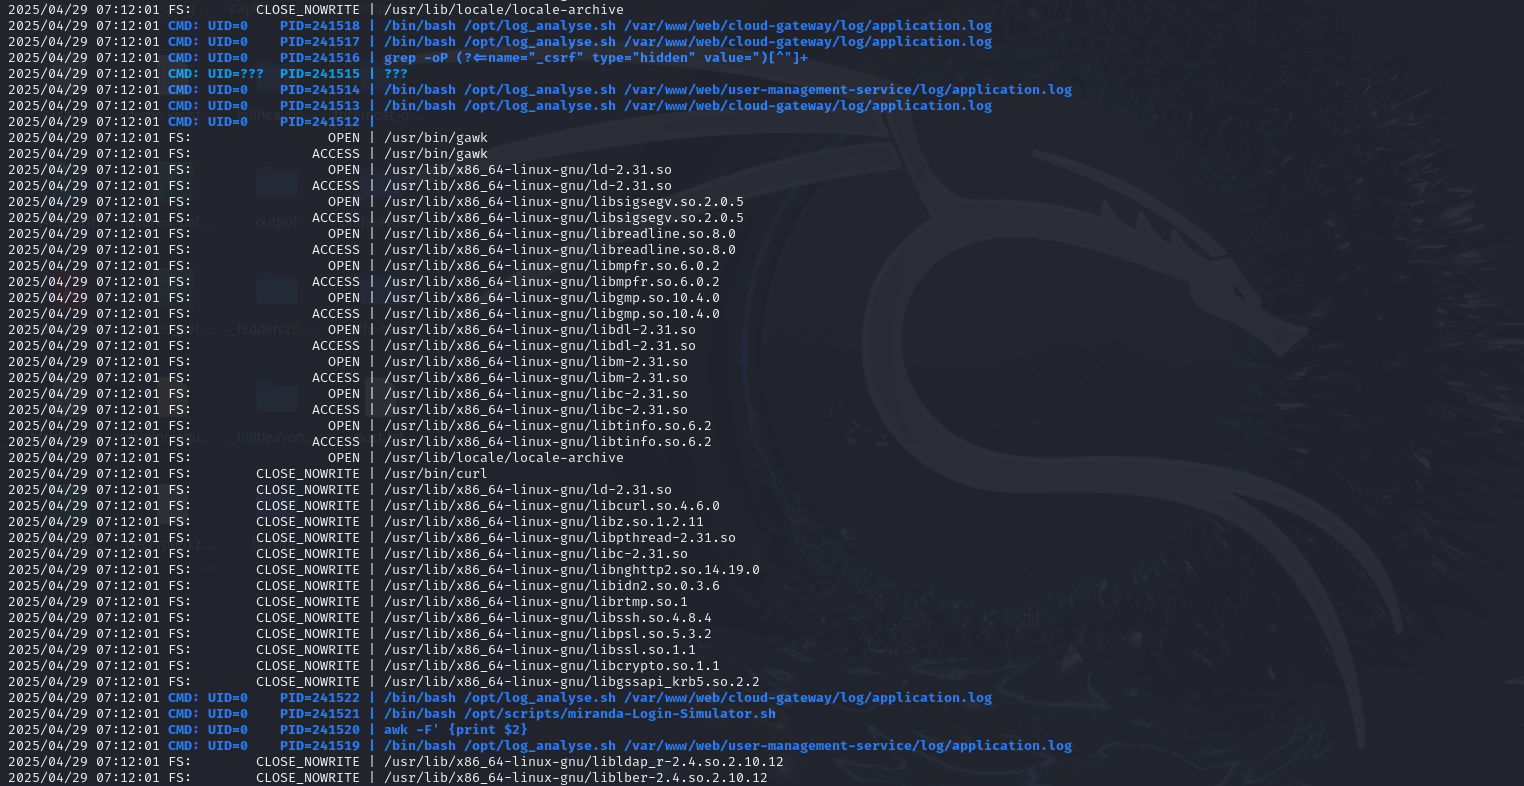 2025/04/29 07:12:01 FS:        CLOSE_NOWRITE | /usr/lib/locale/locale-archive
2025/04/29 07:12:01 CMD: UID=0    PID=241518 | /bin/bash /opt/log_analyse.sh /var/www/web/cloud-gateway/log/application.log
2025/04/29 07:12:01 CMD: UID=0    PID=241517 | /bin/bash /opt/log_analyse.sh /var/www/web/cloud-gateway/log/application.log
2025/04/29 07:12:01 CMD: UID=0    PID=241516 | grep -oP (?<=name="_csrf" type="hidden" value=")[^"]+
2025/04/29 07:12:01 CMD: UID=???  PID=241515 | ???
2025/04/29 07:12:01 CMD: UID=0    PID=241514 | /bin/bash /opt/log_analyse.sh /var/www/web/user-management-service/log/application.log
2025/04/29 07:12:01 CMD: UID=0    PID=241513 | /bin/bash /opt/log_analyse.sh /var/www/web/cloud-gateway/log/application.log
2025/04/29 07:12:01 CMD: UID=0    PID=241512 |
2025/04/29 07:12:01 FS:                 OPEN | /usr/bin/gawk
2025/04/29 07:12:01 FS:               ACCESS | /usr/bin/gawk
2025/04/29 07:12:01 FS:                 OPEN | /usr/lib/x86_64-linux-gnu/ld-2.31.so
2025/04/29 07:12:01 FS:               ACCESS | /usr/lib/x86_64-linux-gnu/ld-2.31.so
2025/04/29 07:12:01 FS:                 OPEN | /usr/lib/x86_64-linux-gnu/libsigsegv.so.2.0.5
2025/04/29 07:12:01 FS:               ACCESS | /usr/lib/x86_64-linux-gnu/libsigsegv.so.2.0.5
2025/04/29 07:12:01 FS:                 OPEN | /usr/lib/x86_64-linux-gnu/libreadline.so.8.0
2025/04/29 07:12:01 FS:               ACCESS | /usr/lib/x86_64-linux-gnu/libreadline.so.8.0
2025/04/29 07:12:01 FS:                 OPEN | /usr/lib/x86_64-linux-gnu/libmpfr.so.6.0.2
2025/04/29 07:12:01 FS:               ACCESS | /usr/lib/x86_64-linux-gnu/libmpfr.so.6.0.2
2025/04/29 07:12:01 FS:                 OPEN | /usr/lib/x86_64-linux-gnu/libgmp.so.10.4.0
2025/04/29 07:12:01 FS:               ACCESS | /usr/lib/x86_64-linux-gnu/libgmp.so.10.4.0
2025/04/29 07:12:01 FS:                 OPEN | /usr/lib/x86_64-linux-gnu/libdl-2.31.so
2025/04/29 07:12:01 FS:               ACCESS | /usr/lib/x86_64-linux-gnu/libdl-2.31.so
2025/04/29 07:12:01 FS:                 OPEN | /usr/lib/x86_64-linux-gnu/libm-2.31.so
2025/04/29 07:12:01 FS:               ACCESS | /usr/lib/x86_64-linux-gnu/libm-2.31.so
2025/04/29 07:12:01 FS:                 OPEN | /usr/lib/x86_64-linux-gnu/libc-2.31.so
2025/04/29 07:12:01 FS:               ACCESS | /usr/lib/x86_64-linux-gnu/libc-2.31.so
2025/04/29 07:12:01 FS:                 OPEN | /usr/lib/x86_64-linux-gnu/libtinfo.so.6.2
2025/04/29 07:12:01 FS:               ACCESS | /usr/lib/x86_64-linux-gnu/libtinfo.so.6.2
2025/04/29 07:12:01 FS:                 OPEN | /usr/lib/locale/locale-archive
2025/04/29 07:12:01 FS:        CLOSE_NOWRITE | /usr/bin/curl
2025/04/29 07:12:01 FS:        CLOSE_NOWRITE | /usr/lib/x86_64-linux-gnu/ld-2.31.so
2025/04/29 07:12:01 FS:        CLOSE_NOWRITE | /usr/lib/x86_64-linux-gnu/libcurl.so.4.6.0
2025/04/29 07:12:01 FS:        CLOSE_NOWRITE | /usr/lib/x86_64-linux-gnu/libz.so.1.2.11
2025/04/29 07:12:01 FS:        CLOSE_NOWRITE | /usr/lib/x86_64-linux-gnu/libpthread-2.31.so
2025/04/29 07:12:01 FS:        CLOSE_NOWRITE | /usr/lib/x86_64-linux-gnu/libc-2.31.so
2025/04/29 07:12:01 FS:        CLOSE_NOWRITE | /usr/lib/x86_64-linux-gnu/libnghttp2.so.14.19.0
2025/04/29 07:12:01 FS:        CLOSE_NOWRITE | /usr/lib/x86_64-linux-gnu/libidn2.so.0.3.6
2025/04/29 07:12:01 FS:        CLOSE_NOWRITE | /usr/lib/x86_64-linux-gnu/librtmp.so.1
2025/04/29 07:12:01 FS:        CLOSE_NOWRITE | /usr/lib/x86_64-linux-gnu/libssh.so.4.8.4
2025/04/29 07:12:01 FS:        CLOSE_NOWRITE | /usr/lib/x86_64-linux-gnu/libpsl.so.5.3.2
2025/04/29 07:12:01 FS:        CLOSE_NOWRITE | /usr/lib/x86_64-linux-gnu/libssl.so.1.1
2025/04/29 07:12:01 FS:        CLOSE_NOWRITE | /usr/lib/x86_64-linux-gnu/libcrypto.so.1.1
2025/04/29 07:12:01 FS:        CLOSE_NOWRITE | /usr/lib/x86_64-linux-gnu/libgssapi_krb5.so.2.2
2025/04/29 07:12:01 CMD: UID=0    PID=241522 | /bin/bash /opt/log_analyse.sh /var/www/web/cloud-gateway/log/application.log
2025/04/29 07:12:01 CMD: UID=0    PID=241521 | /bin/bash /opt/scripts/miranda-Login-Simulator.sh
2025/04/29 07:12:01 CMD: UID=0    PID=241520 | awk -F' {print $2}
2025/04/29 07:12:01 CMD: UID=0    PID=241519 | /bin/bash /opt/log_analyse.sh /var/www/web/user-management-service/log/application.log
2025/04/29 07:12:01 FS:        CLOSE_NOWRITE | /usr/lib/x86_64-linux-gnu/libldap_r-2.4.so.2.10.12
2025/04/29 07:12:01 FS:        CLOSE_NOWRITE | /usr/lib/x86_64-linux-gnu/liblber-2.4.so.2.10.12